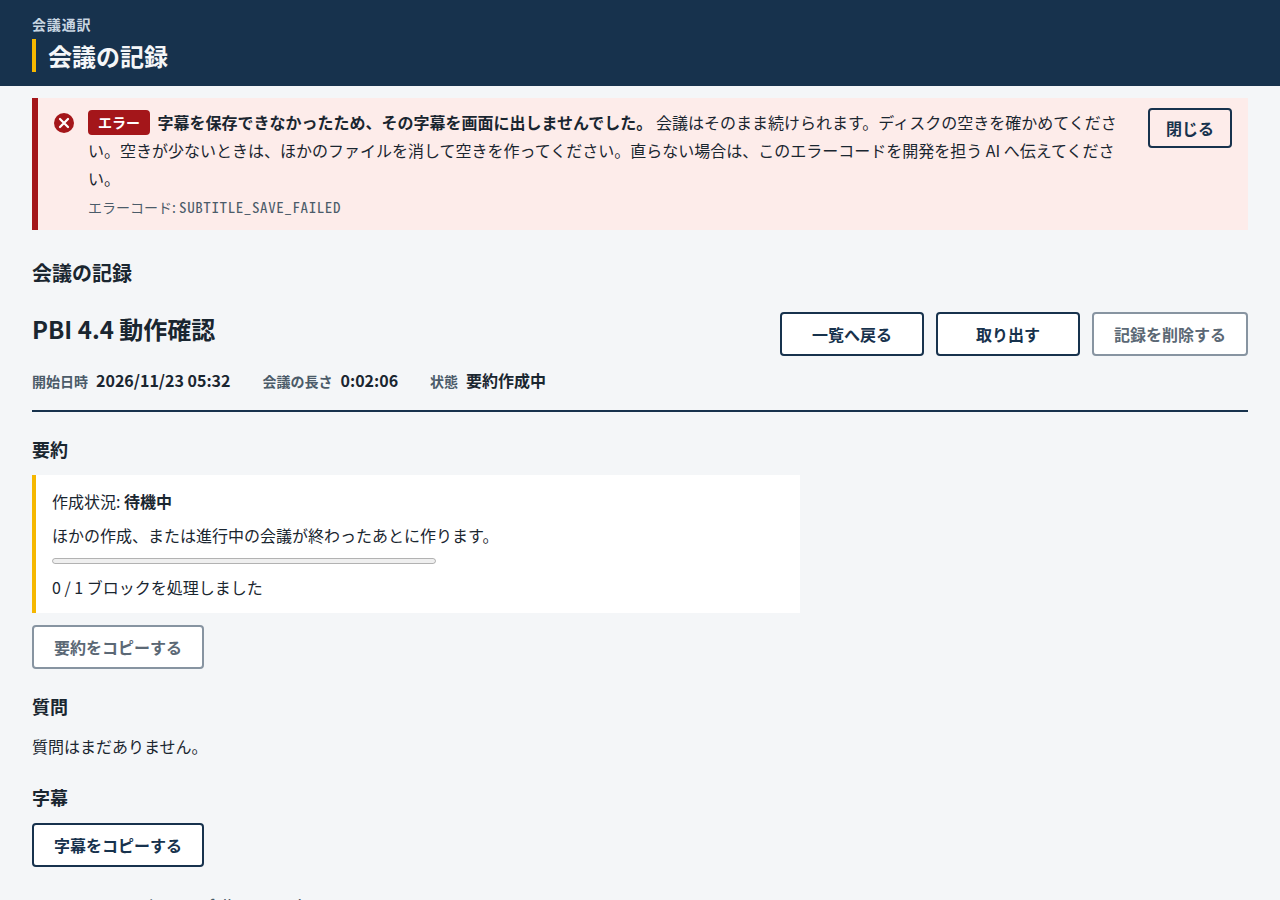 会議通訳
会議の記録
エラー 字幕を保存できなかったため、その字幕を画面に出しませんでした。 会議はそのまま続けられます。ディスクの空きを確かめてくださ
い。空きが少ないときは、ほかのファイルを消して空きを作ってください。直らない場合は、このエラーコードを開発を担う AI へ伝えてくださ
い。
エラーコード: SUBTITLE_SAVE_FAILED
閉じる
会議の記録
PBI 4.4 動作確認
一覧へ戻る
取り出す
記録を削除する
開始日時 2026/11/23 05:32 会議の長さ 0:02:06 状態 要約作成中
要約
作成状況: 待機中
ほかの作成、または進行中の会議が終わったあとに作ります。
0 / 1 ブロックを処理しました
要約をコピーする
質問
質問はまだありません。
字幕
字幕をコピーする